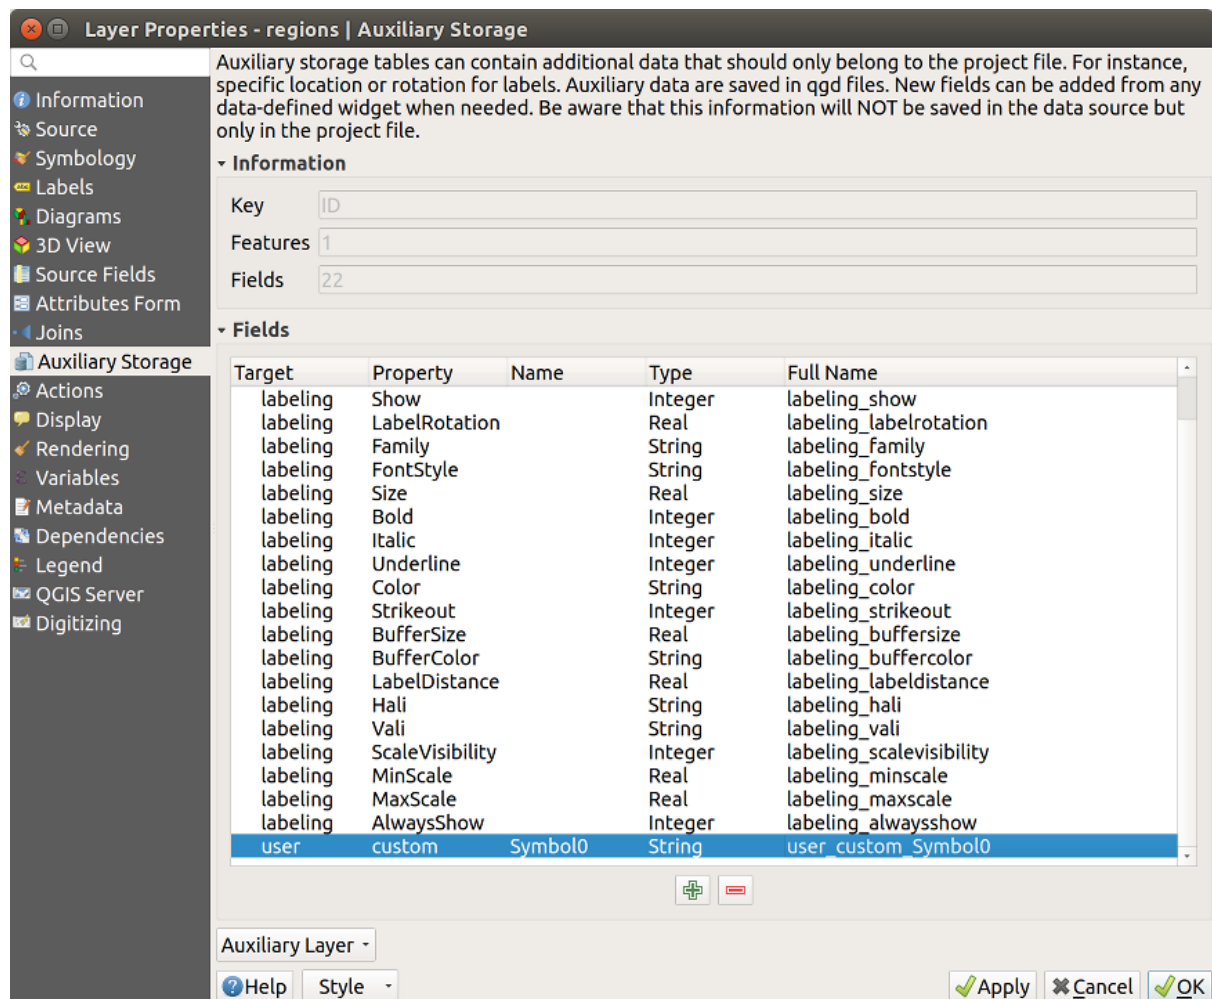 Layer Properties - regions | Auxiliary Storage
Information
Source
Symbology
Labels
Diagrams
3D View
Source Fields
Attributes Form
Joins
Auxiliary Storage
Actions
Display
Rendering
Variables
Metadata
Dependencies
Legend
QGIS Server
Digitizing
Auxiliary storage tables can contain additional data that should only belong to the project file. For instance,
specific location or rotation for labels. Auxiliary data are saved in qgd files. New fields can be added from any
data-defined widget when needed. Be aware that this information will NOT be saved in the data source but
only in the project file.
Information
Key ID
Features 1
Fields 22
Fields
Target Property Name Type Full Name
labeling Show Integer labeling_show
labeling LabelRotation Real labeling_labelrotation
labeling Family String labeling_family
labeling FontStyle String labeling_fontstyle
labeling Size Real labeling_size
labeling Bold Integer labeling_bold
labeling Italic Integer labeling_italic
labeling Underline Integer labeling_underline
labeling Color String labeling_color
labeling Strikeout Integer labeling_strikeout
labeling BufferSize Real labeling_buffersize
labeling BufferColor String labeling_buffercolor
labeling LabelDistance Real labeling_labeldistance
labeling Hali String labeling_hali
labeling Vali String labeling_vali
labeling ScaleVisibility Integer labeling_scalevisibility
labeling MinScale Real labeling_minscale
labeling MaxScale Real labeling_maxscale
labeling AlwaysShow Integer labeling_alwaysshow
user custom Symbol0 String user_custom_Symbol0
Auxiliary Layer
Help Style Apply Cancel OK